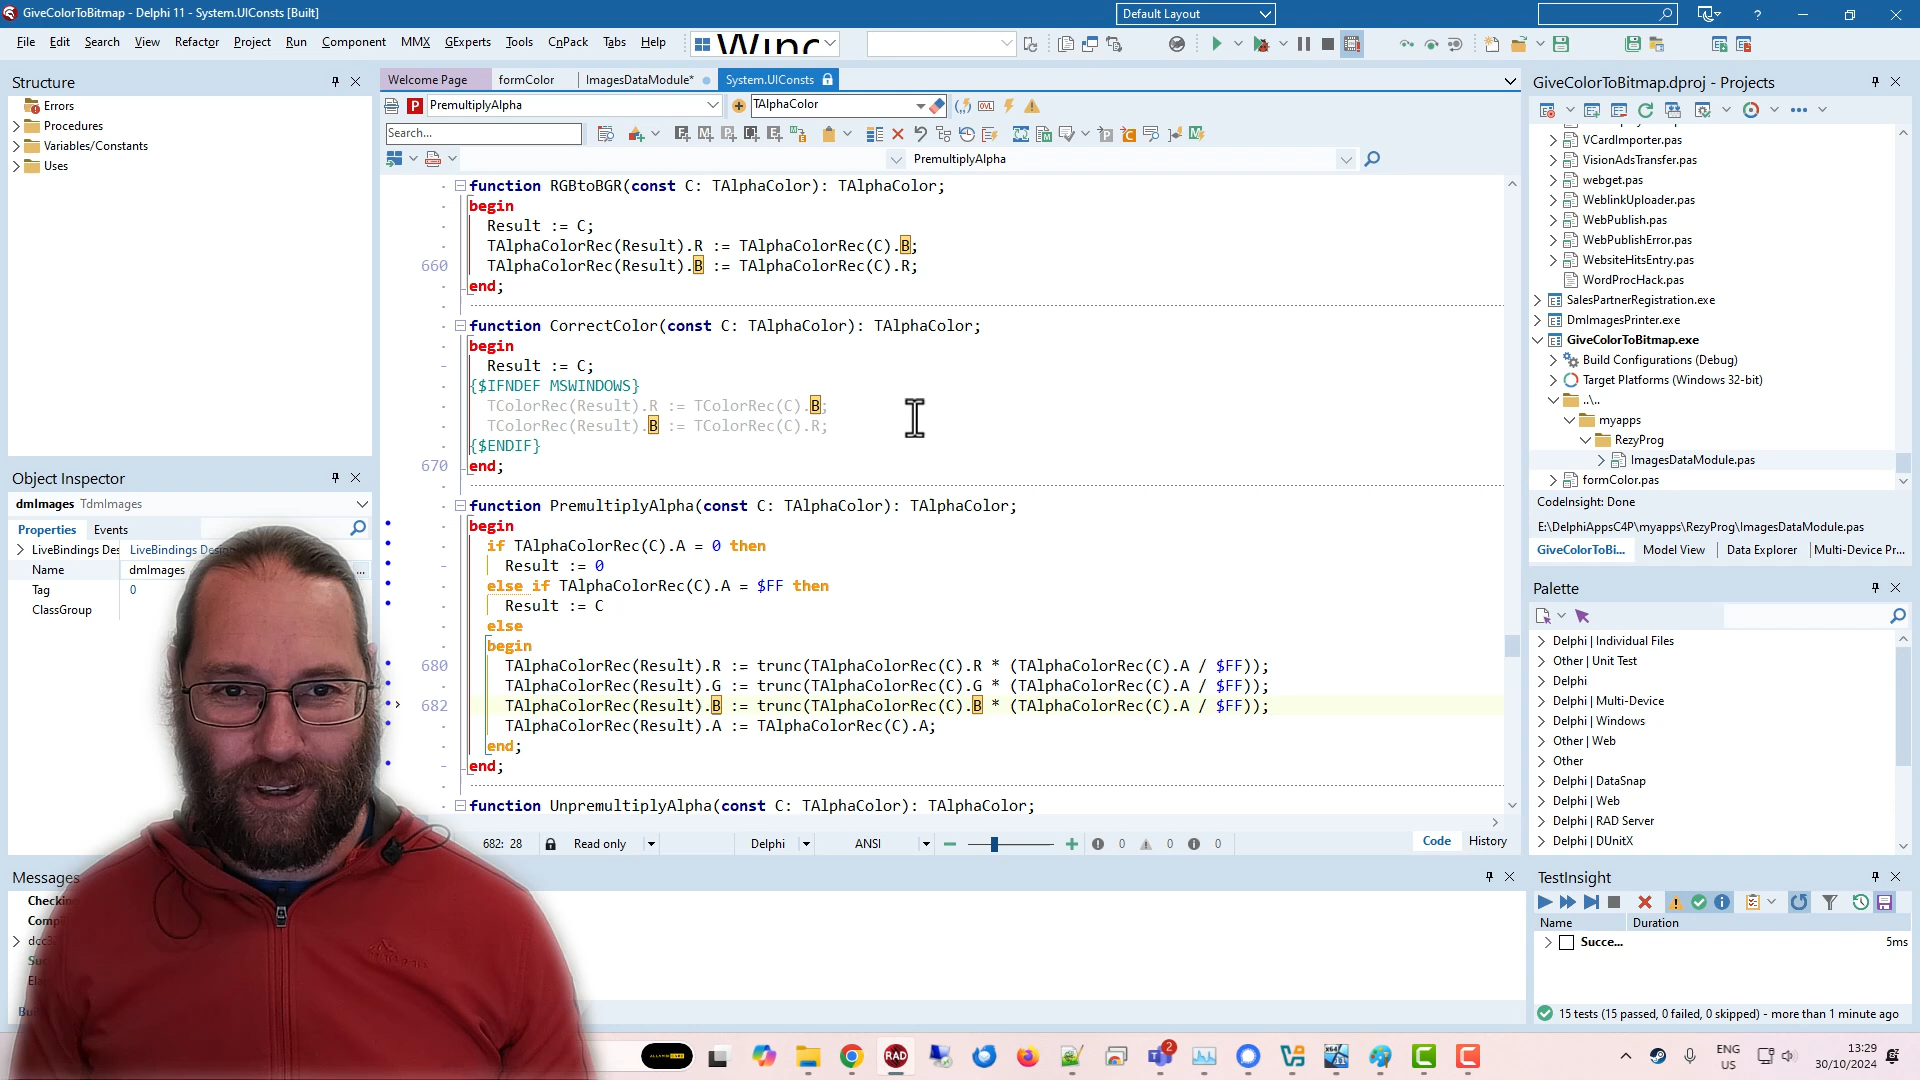 GiveColorToBitmap - Delphi 11 - System.UIConsts [Built]
Default Layout
File Edit Search View Refactor Project Run Component MMX GExperts Tools CnPack Tabs Help
Structure
Errors
Procedures
Variables/Constants
Uses
Object Inspector
dmImages TdmImages
Properties Events
LiveBindings Des LiveBindings Des
Name dmImages
Tag 0
ClassGroup
Welcome Page formColor ImagesDataModule* System.UIConsts
PremultiplyAlpha TAlphaColor
Search...
PremultiplyAlpha
function RGBtoBGR(const C: TAlphaColor): TAlphaColor;
begin
Result := C;
TAlphaColorRec(Result).R := TAlphaColorRec(C).B;
660 TAlphaColorRec(Result).B := TAlphaColorRec(C).R;
end;
function CorrectColor(const C: TAlphaColor): TAlphaColor;
begin
Result := C;
{$IFNDEF MSWINDOWS}
TColorRec(Result).R := TColorRec(C).B;
TColorRec(Result).B := TColorRec(C).R;
{$ENDIF}
670 end;
function PremultiplyAlpha(const C: TAlphaColor): TAlphaColor;
begin
if TAlphaColorRec(C).A = 0 then
Result := 0
else if TAlphaColorRec(C).A = $FF then
Result := C
else
begin
680 TAlphaColorRec(Result).R := trunc(TAlphaColorRec(C).R * (TAlphaColorRec(C).A / $FF));
TAlphaColorRec(Result).G := trunc(TAlphaColorRec(C).G * (TAlphaColorRec(C).A / $FF));
682 TAlphaColorRec(Result).B := trunc(TAlphaColorRec(C).B * (TAlphaColorRec(C).A / $FF));
TAlphaColorRec(Result).A := TAlphaColorRec(C).A;
end;
end;
function UnpremultiplyAlpha(const C: TAlphaColor): TAlphaColor;
682: 28 Read only Delphi ANSI 0 0 0 Code History
Messages
GiveColorToBitmap.dproj - Projects
VCardImporter.pas
VisionAdsTransfer.pas
webget.pas
WeblinkUploader.pas
WebPublish.pas
WebPublishError.pas
WebsiteHitsEntry.pas
WordProcHack.pas
SalesPartnerRegistration.exe
DmImagesPrinter.exe
GiveColorToBitmap.exe
Build Configurations (Debug)
Target Platforms (Windows 32-bit)
..\..
myapps
RezyProg
ImagesDataModule.pas
formColor.pas
CodeInsight: Done
E:\DelphiAppsC4P\myapps\RezyProg\ImagesDataModule.pas
GiveColorToBi... Model View Data Explorer Multi-Device Pr...
Palette
Delphi | Individual Files
Other | Unit Test
Delphi
Delphi | Multi-Device
Delphi | Windows
Other | Web
Other
Delphi | DataSnap
Delphi | Web
Delphi | RAD Server
Delphi | DUnitX
TestInsight
Name Duration
Succe... 5ms
15 tests (15 passed, 0 failed, 0 skipped) - more than 1 minute ago
RAD
2
ENG
US
13:29
30/10/2024